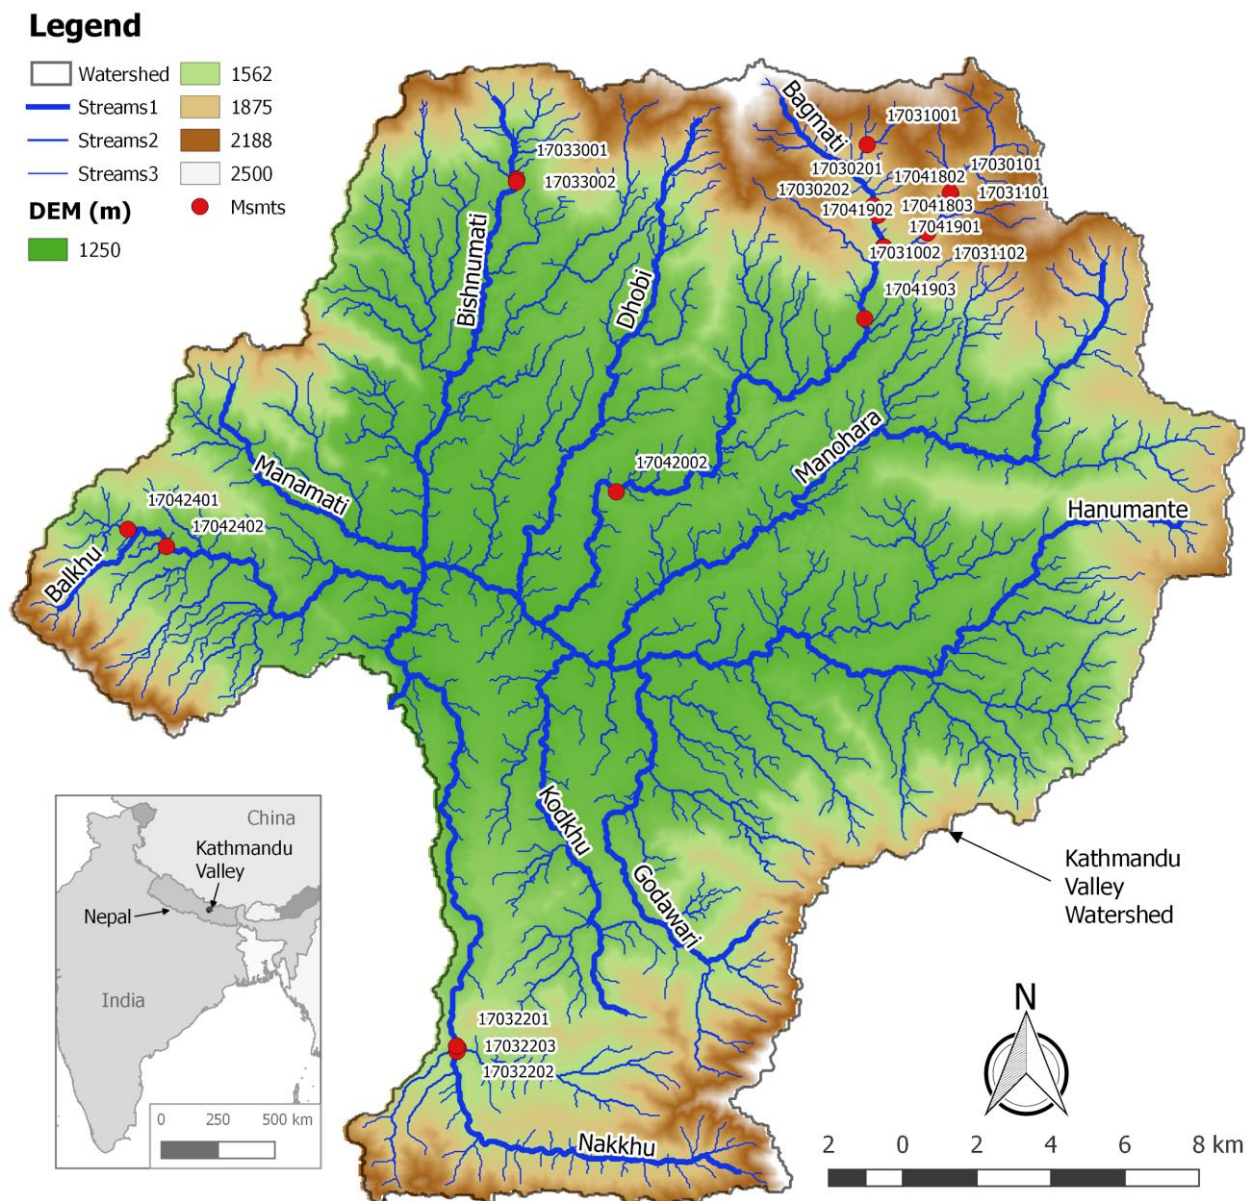 Legend
Watershed
Streams1
Streams2
Streams3
DEM (m)
1250
1562
1875
2188
2500
Msmts
Bagmati
17031001
17033001
17033002
17030201
17030202
17041802
17030101
17031101
17041803
17041902
17041901
17031002
17031102
17041903
Bishnumati
Dhobi
Manohara
Hanumante
17042002
Manamati
17042401
17042402
Balkhu
Kodkhu
Godawari
Kathmandu
Valley
Watershed
China
Kathmandu
Valley
Nepal
India
0 250 500 km
17032201
17032203
17032202
Nakkhu
N
2 0 2 4 6 8 km